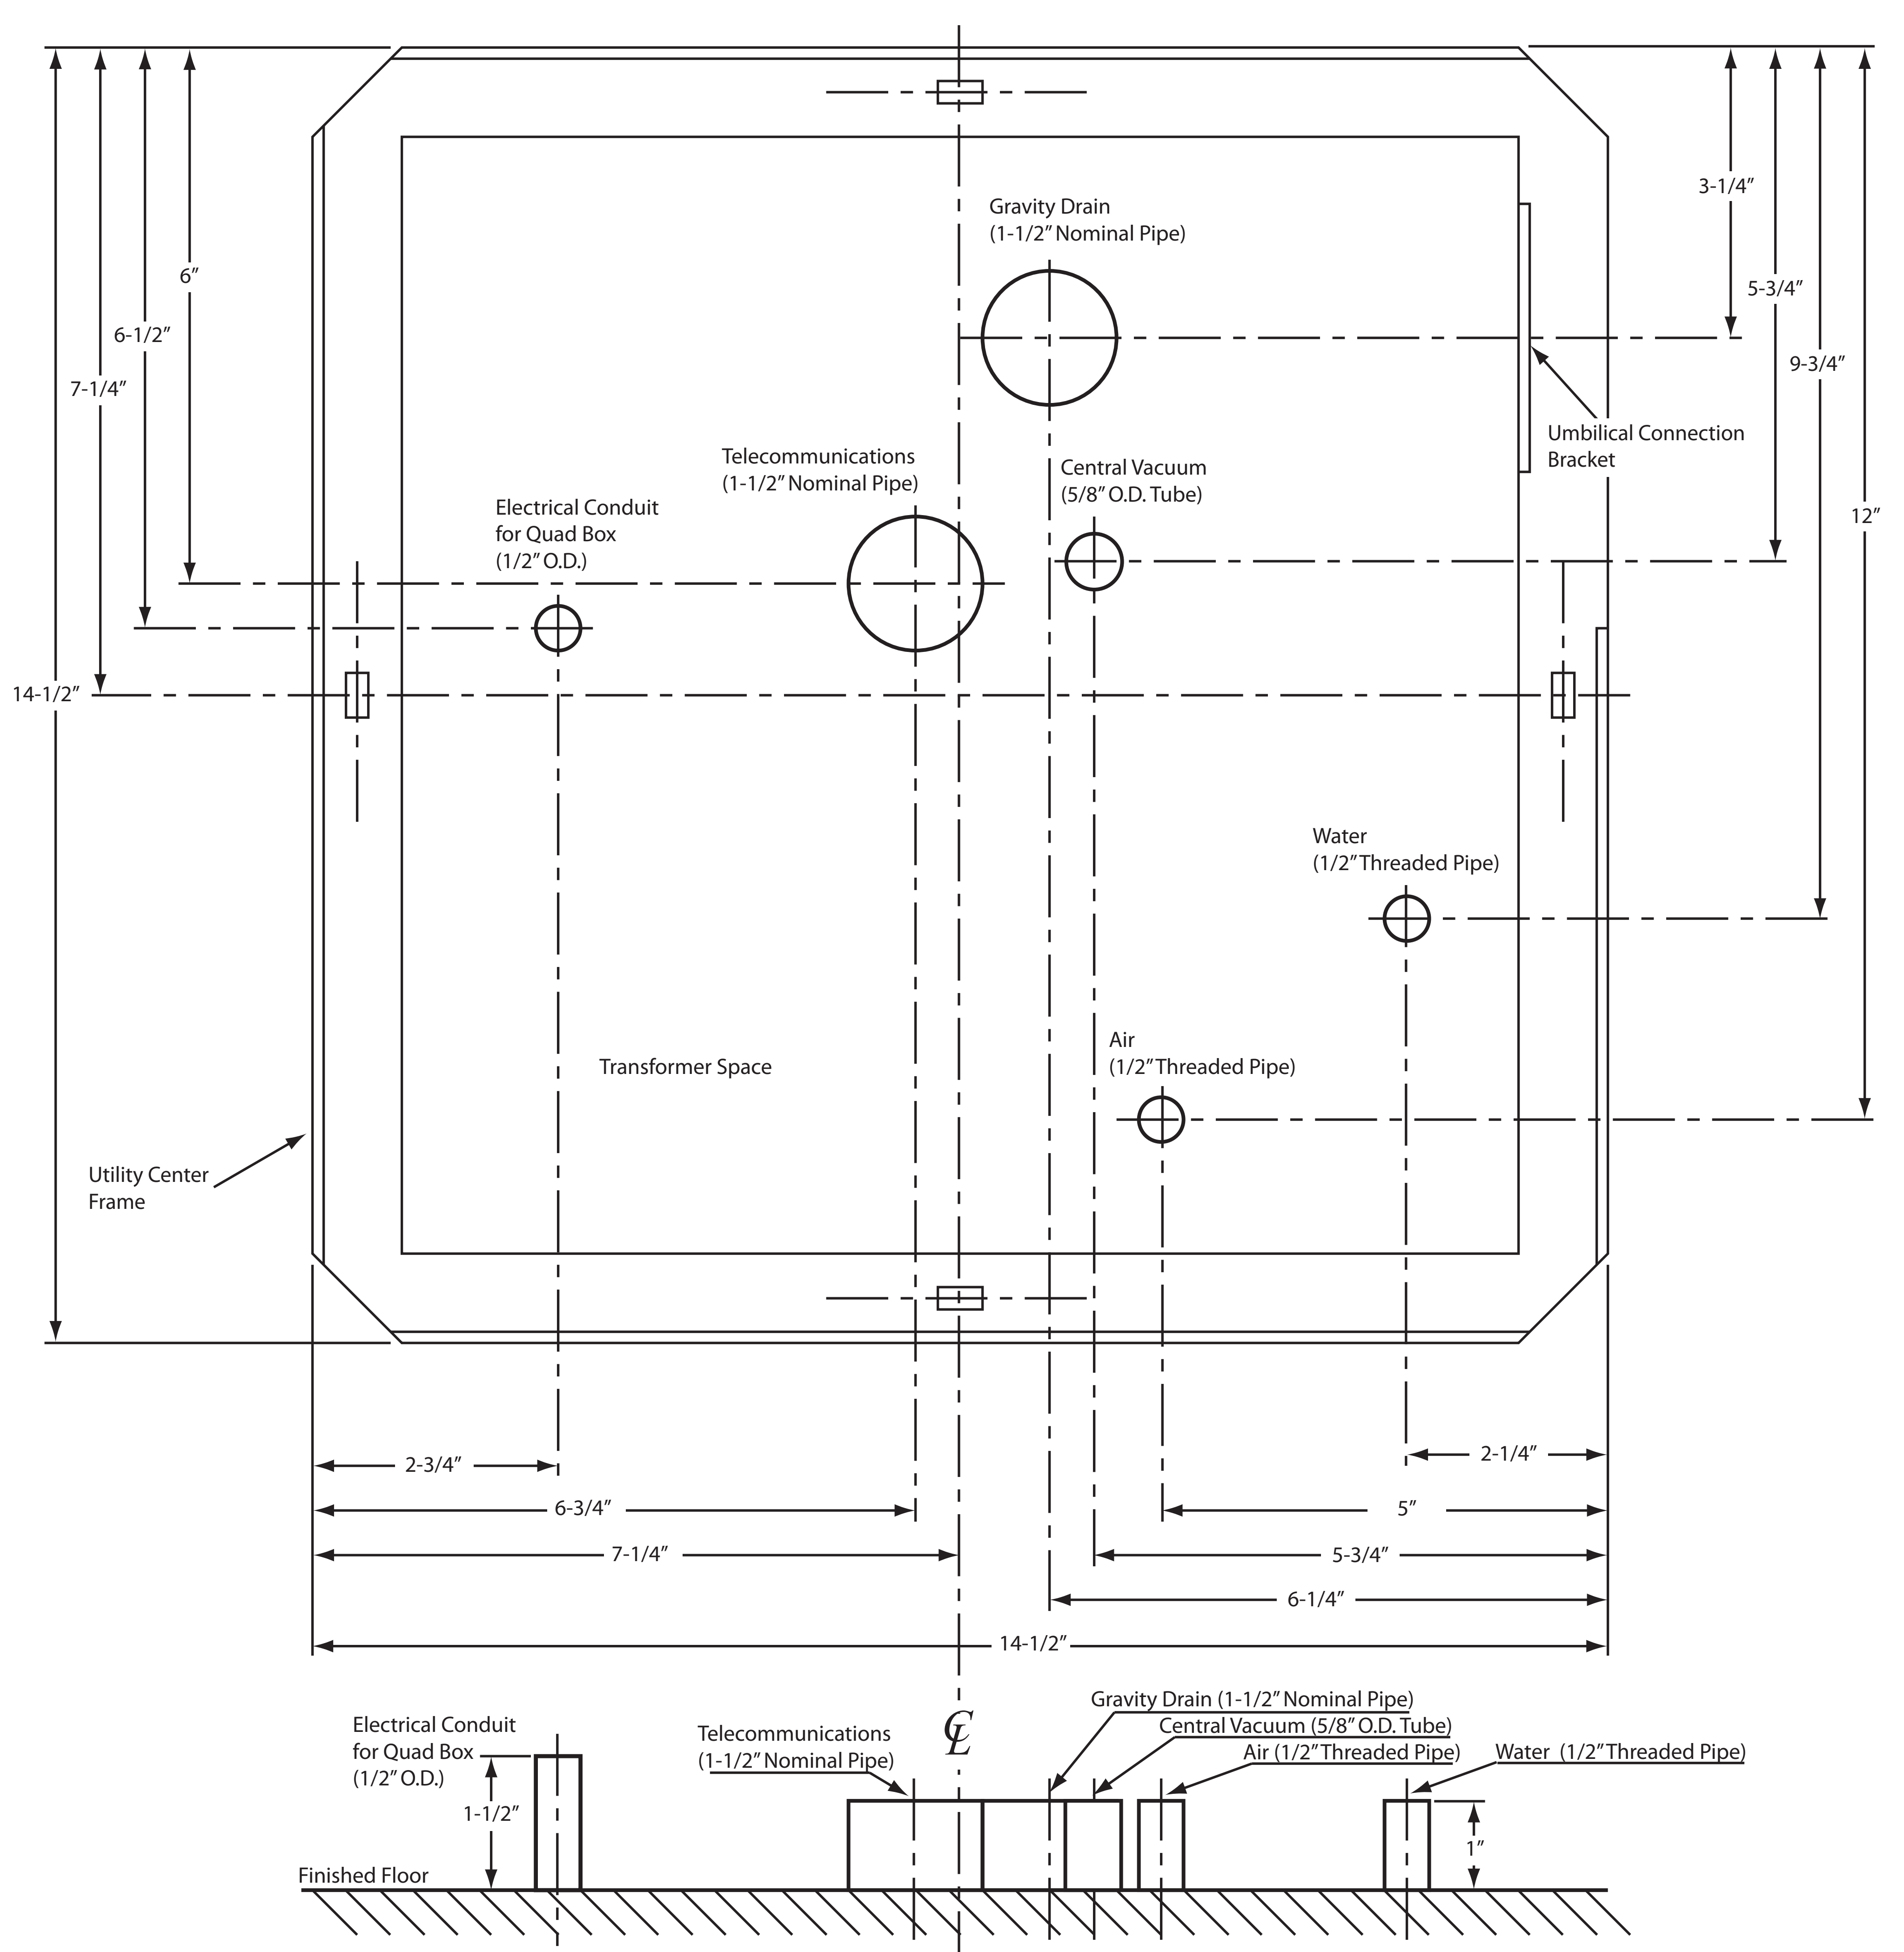 3-1/4”
Gravity Drain
(1-1/2” Nominal Pipe)
6”
5-3/4”
6-1/2”
9-3/4”
7-1/4”
Umbilical Connection
Bracket
Telecommunications
(1-1/2” Nominal Pipe)
Central Vacuum
(5/8” O.D. Tube)
Electrical Conduit
for Quad Box
(1/2” O.D.)
12”
14-1/2”
Water
(1/2” Threaded Pipe)
Air
(1/2” Threaded Pipe)
Transformer Space
Utility Center
Frame
2-3/4”
2-1/4”
6-3/4”
5”
7-1/4”
5-3/4”
6-1/4”
14-1/2”
℄
Gravity Drain (1-1/2” Nominal Pipe)
Central Vacuum (5/8” O.D. Tube)
Air (1/2” Threaded Pipe)
Water (1/2” Threaded Pipe)
Electrical Conduit
for Quad Box
(1/2” O.D.)
Telecommunications
(1-1/2” Nominal Pipe)
1-1/2”
1”
Finished Floor